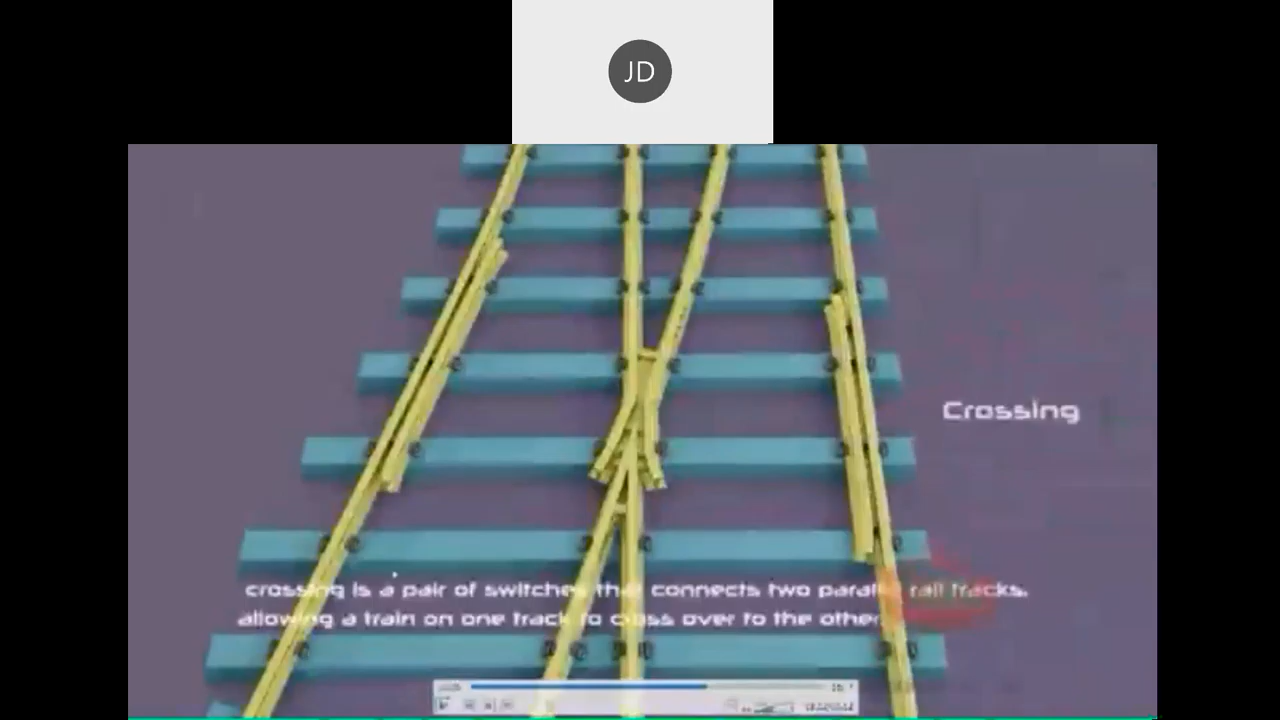 JD
Crossing
crossing is a pair of switches that connects two parallel rail tracks.
allowing a train on one track to cross over to the other.